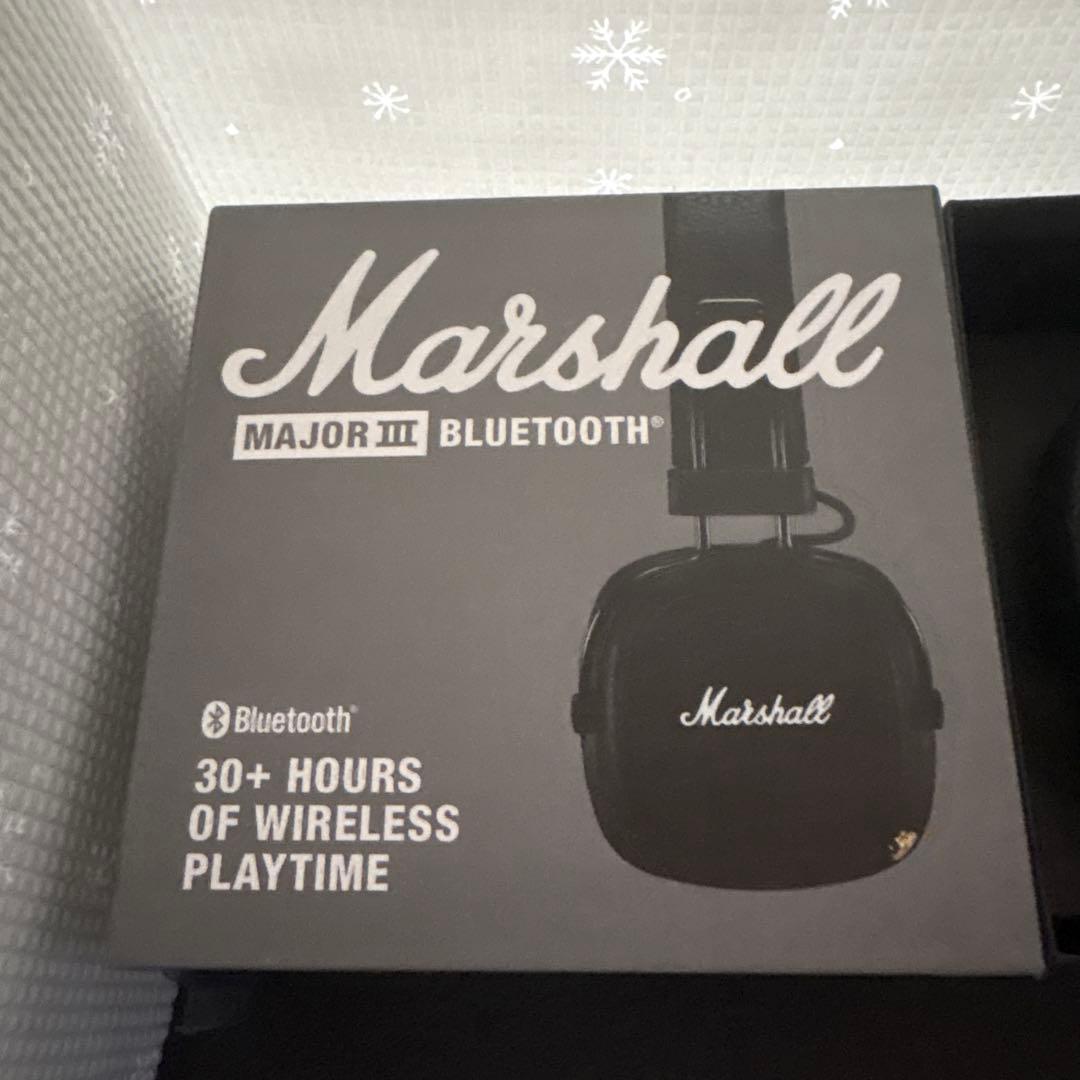 Marshall
MAJOR III BLUETOOTH®
Marshall
Bluetooth®
30+ HOURS
OF WIRELESS
PLAYTIME